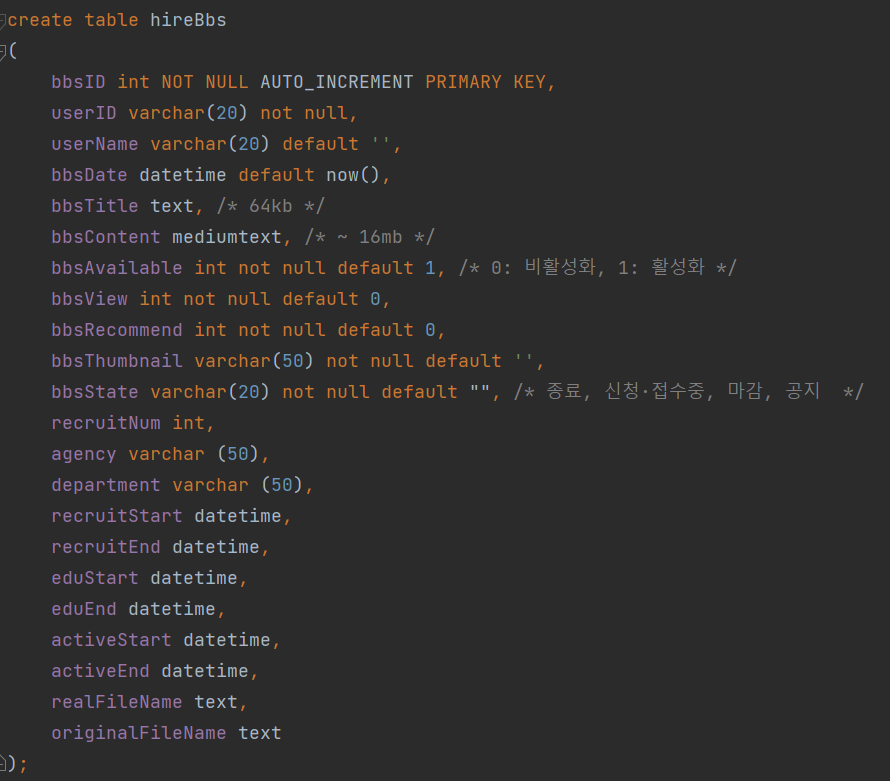 create table hireBbs
(
    bbsID int NOT NULL AUTO_INCREMENT PRIMARY KEY,
    userID varchar(20) not null,
    userName varchar(20) default '',
    bbsDate datetime default now(),
    bbsTitle text, /* 64kb */
    bbsContent mediumtext, /* ~ 16mb */
    bbsAvailable int not null default 1, /* 0: 비활성화, 1: 활성화 */
    bbsView int not null default 0,
    bbsRecommend int not null default 0,
    bbsThumbnail varchar(50) not null default '',
    bbsState varchar(20) not null default "", /* 종료, 신청·접수중, 마감, 공지  */
    recruitNum int,
    agency varchar (50),
    department varchar (50),
    recruitStart datetime,
    recruitEnd datetime,
    eduStart datetime,
    eduEnd datetime,
    activeStart datetime,
    activeEnd datetime,
    realFileName text,
    originalFileName text
);